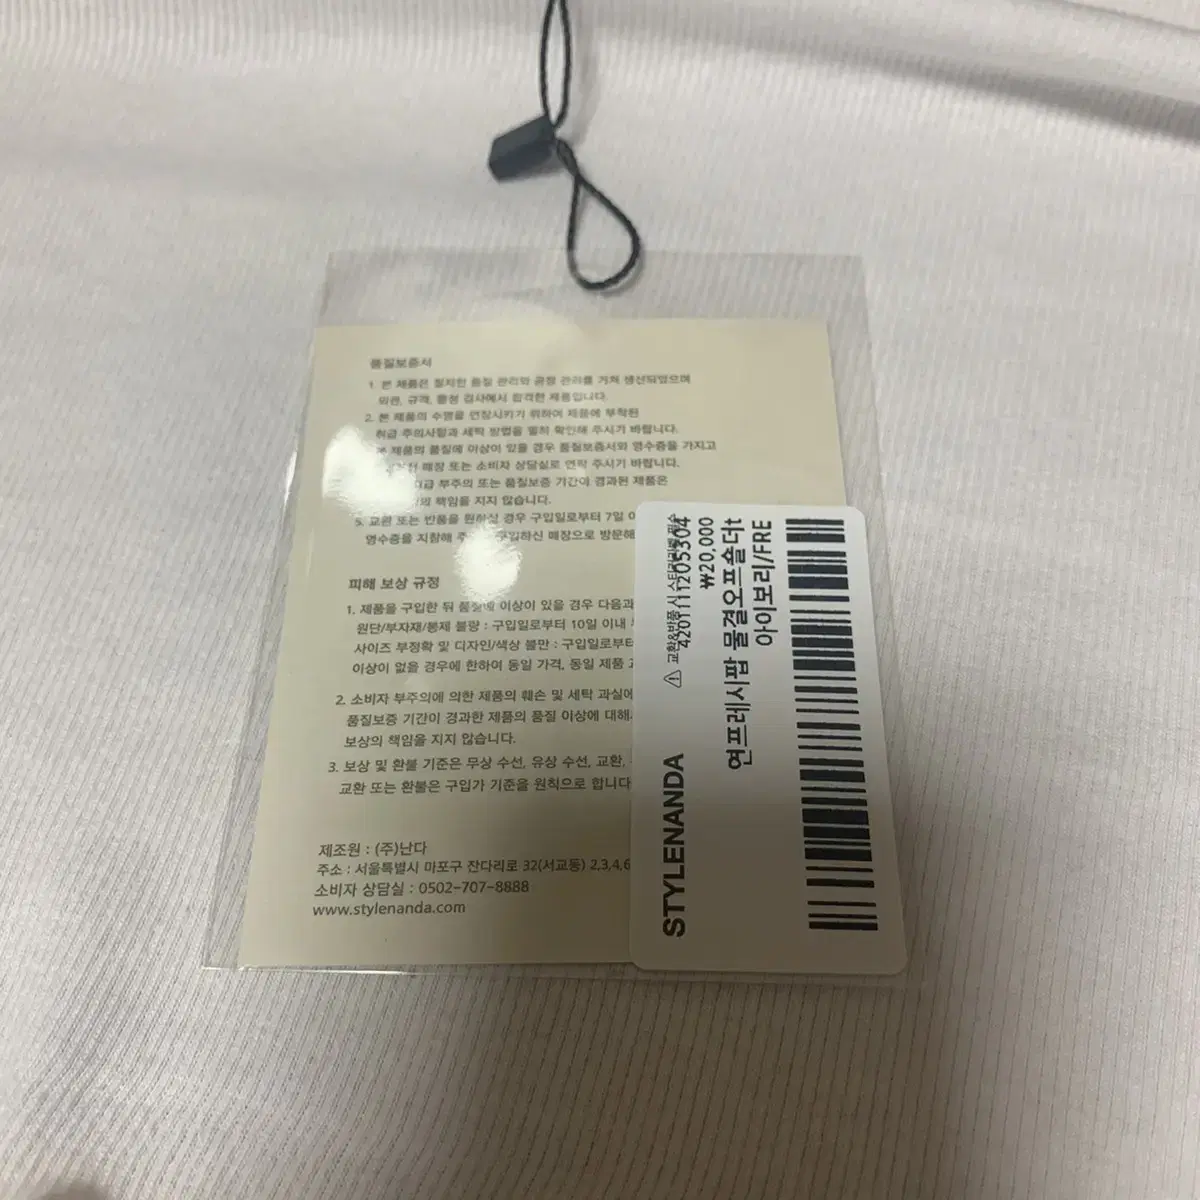 품질보증서
1. 본 제품은 철저한 품질 관리와 공정 관리를 거쳐 생산되었으며
외관, 규격, 물성 검사에서 합격한 제품입니다.
2. 본 제품의 수명을 연장시키기 위하여 제품에 부착된
취급 주의사항과 세탁 방법을 필히 확인해 주시기 바랍니다.
본 제품의 품질에 이상이 있을 경우 품질보증서와 영수증을 가지고
매장 또는 소비자 상담실로 연락 주시기 바랍니다.
취급 부주의 또는 품질보증 기간이 경과된 제품은
책임을 지지 않습니다.
5. 교환 또는 반품을 원하실 경우 구입일로부터 7일
영수증을 지참해 구입하신 매장으로 방문해
피해 보상 규정
1. 제품을 구입한 뒤 품질에 이상이 있을 경우 다음과
원단/부자재/봉제 불량 : 구입일로부터 10일 이내
사이즈 부정확 및 디자인/색상 불만 : 구입일로부터
이상이 없을 경우에 한하여 동일 가격, 동일 제품
2. 소비자 부주의에 의한 제품의 훼손 및 세탁 과실에
품질보증 기간이 경과한 제품의 품질 이상에 대해
보상의 책임을 지지 않습니다.
3. 보상 및 환불 기준은 무상 수선, 유상 수선, 교환,
교환 또는 환불은 구입가 기준을 원칙으로 합니다
제조원 : (주)난다
주소 : 서울특별시 마포구 잔다리로 32(서교동) 2,3,4,6
소비자 상담실 : 0502-707-8888
www.stylenanda.com
STYLENANDA
교환&반품 시 스티커
₩20,000
연프레시팝 물결오프숄더t
아이보리/FRE